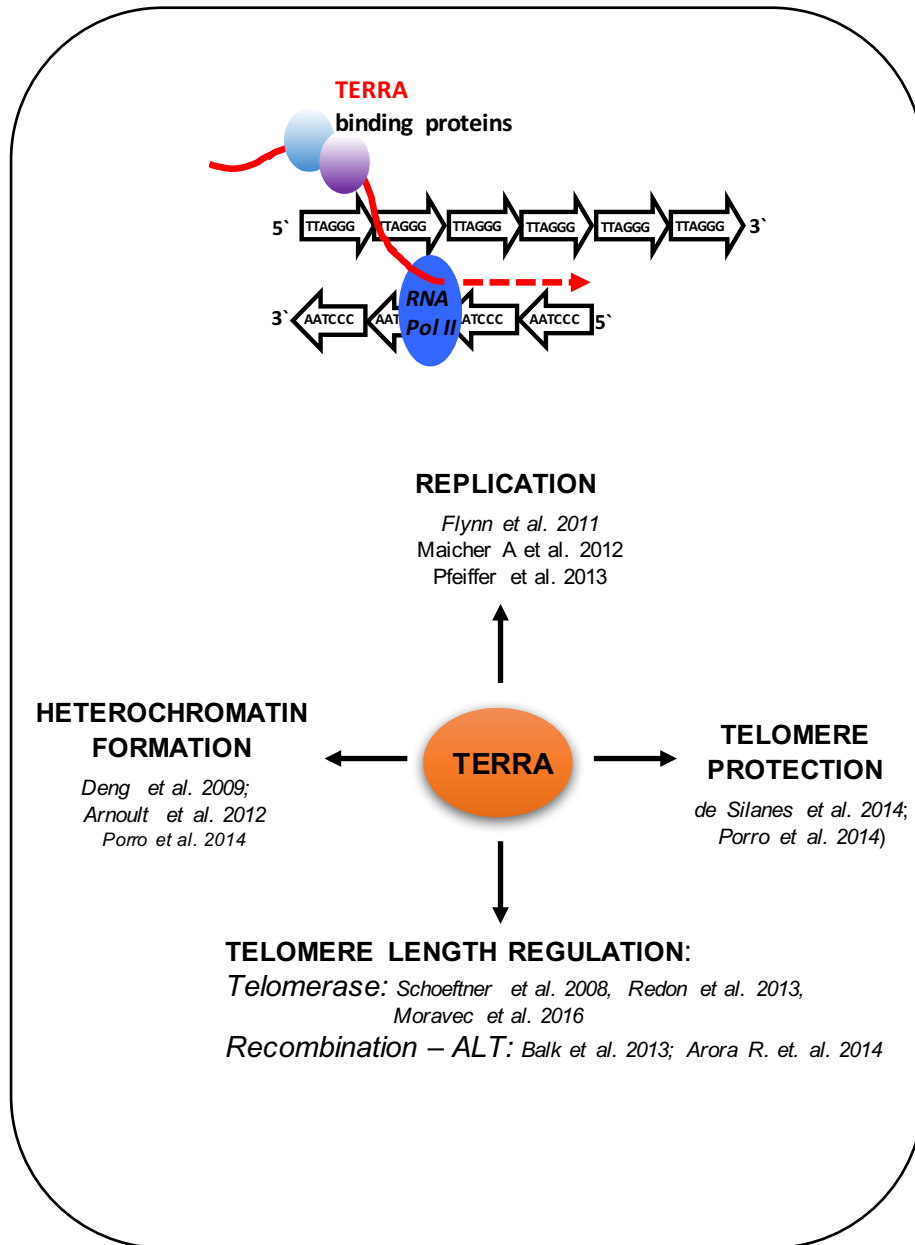 TERRA
binding proteins
5` TTAGGG TTAGGG TTAGGG TTAGGG TTAGGG TTAGGG 3`
RNA
Pol II
3` AATCCC AAT ATCCC AATCCC 5`
REPLICATION
Flynn et al. 2011
Maicher A et al. 2012
Pfeiffer et al. 2013
HETEROCHROMATIN
FORMATION
Deng et al. 2009;
Arnoult et al. 2012
Porro et al. 2014
TERRA
TELOMERE
PROTECTION
de Silanes et al. 2014;
Porro et al. 2014)
TELOMERE LENGTH REGULATION:
Telomerase: Schoeftner et al. 2008, Redon et al. 2013,
Moravec et al. 2016
Recombination – ALT: Balk et al. 2013; Arora R. et. al. 2014